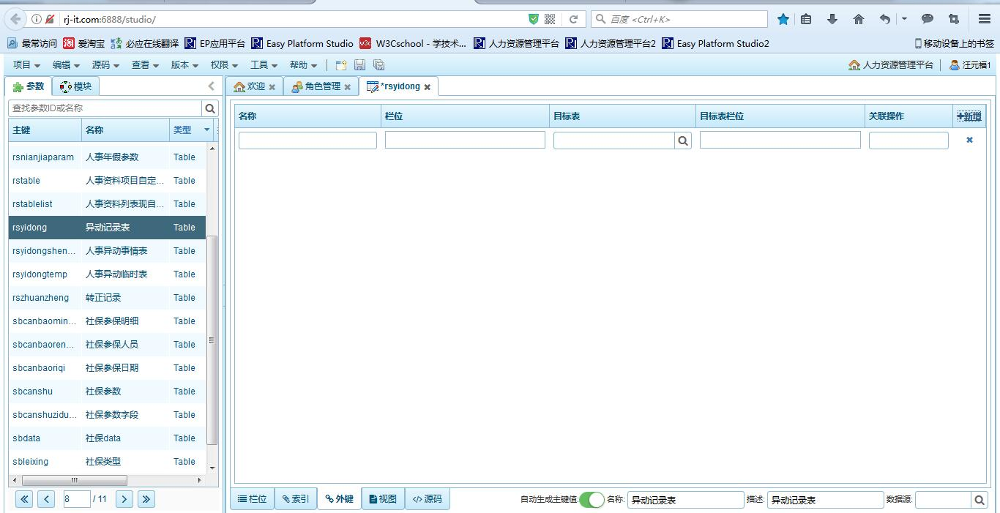 rj-it.com:6888/studio/
百度 <Ctrl+K>
最常访问 爱淘宝 必应在线翻译 EP应用平台 Easy Platform Studio W3Cschool - 学技术... 人力资源管理平台 人力资源管理平台2 Easy Platform Studio2 移动设备上的书签
项目 编辑 源码 查看 版本 权限 工具 帮助 人力资源管理平台 汪元福1
参数 模块 欢迎 角色管理 *rsyidong
查找参数ID或名称
主键 名称 类型
名称 栏位 目标表 目标表栏位 关联操作 新增
rsnianjiaparam 人事年假参数 Table
rstable 人事资料项目自定... Table
rstablelist 人事资料列表现自... Table
rsyidong 异动记录表 Table
rsyidongshen... 人事异动事情表 Table
rsyidongtemp 人事异动临时表 Table
rszhuanzheng 转正记录 Table
sbcanbaomin... 社保参保明细 Table
sbcanbaoren... 社保参保人员 Table
sbcanbaoriqi 社保参保日期 Table
sbcanshu 社保参数 Table
sbcanshuzidu... 社保参数字段 Table
sbdata 社保data Table
sbleixing 社保类型 Table
8 / 11
栏位 索引 外键 视图 源码 自动生成主键值: 名称: 异动记录表 描述: 异动记录表 数据源: